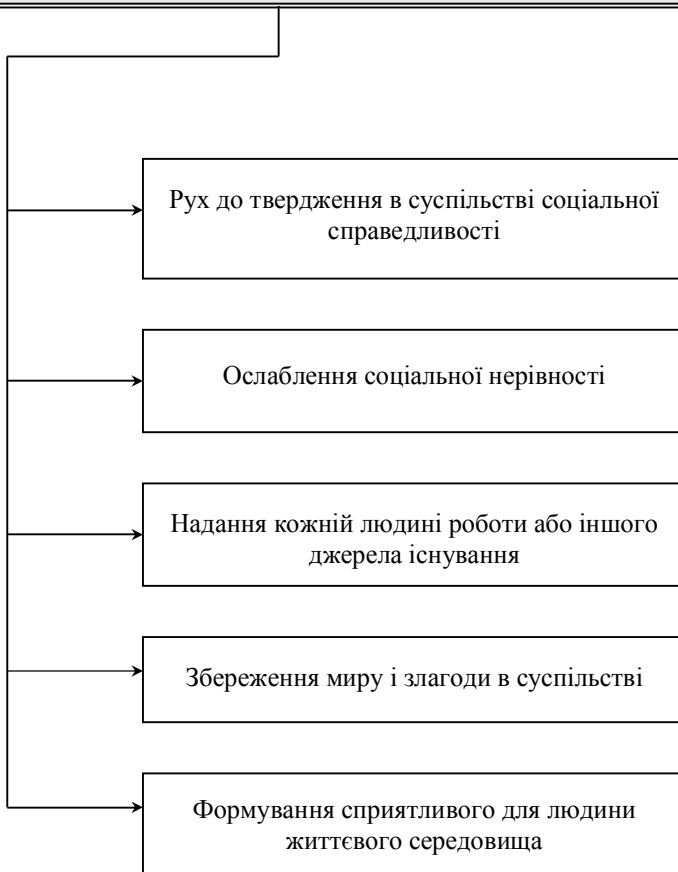 Рух до твердження в суспільстві соціальної
справедливості
Ослаблення соціальної нерівності
Надання кожній людині роботи або іншого
джерела існування
Збереження миру і злагоди в суспільстві
Формування сприятливого для людини
життєвого середовища